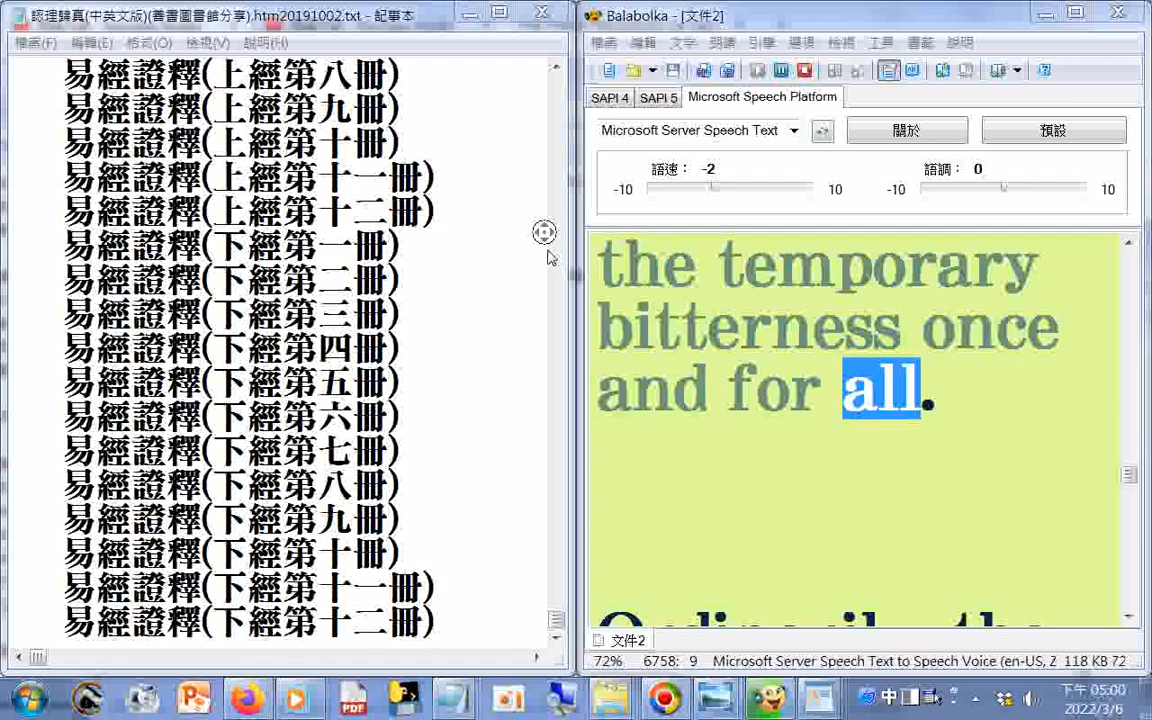 認理歸真(中英文版)(善書圖書館分享).htm20191002.txt - 記事本
檔案(F) 編輯(E) 格式(O) 檢視(V) 說明(H)
易經證釋(上經第八冊)
易經證釋(上經第九冊)
易經證釋(上經第十冊)
易經證釋(上經第十一冊)
易經證釋(上經第十二冊)
易經證釋(下經第一冊)
易經證釋(下經第二冊)
易經證釋(下經第三冊)
易經證釋(下經第四冊)
易經證釋(下經第五冊)
易經證釋(下經第六冊)
易經證釋(下經第七冊)
易經證釋(下經第八冊)
易經證釋(下經第九冊)
易經證釋(下經第十冊)
易經證釋(下經第十一冊)
易經證釋(下經第十二冊)
Balabolka - [文件2]
檔案 編輯 文字 朗讀 引擎 選項 檢視 工具 書籤 說明
SAPI 4 SAPI 5 Microsoft Speech Platform
Microsoft Server Speech Text 關於 預設
語速： -2 語調： 0
-10 10 -10 10
the temporary
bitterness once
and for all.
文件2
72% 6758: 9 Microsoft Server Speech Text to Speech Voice (en-US, Z 118 KB 72
PDF
中
下午 05:00
2022/3/6